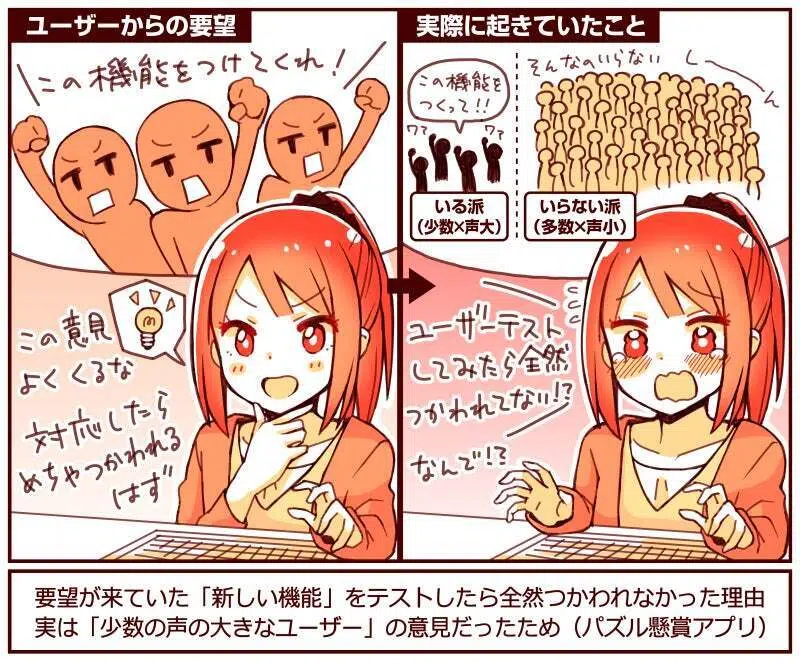 ユーザーからの要望
この機能をつけてくれ!
この意見
よくくるな
対応したら
めちゃつかわれる
はず"
実際に起きていたこと
この機能を
つくって!!
ワァ
ワァ
いる派
(少数×声大)
そんなのいらない
しーん
いらない派
(多数×声小)
ユーザーテスト
してみたら全然
つかわれてない!?
なんで!?
要望が来ていた「新しい機能」をテストしたら全然つかわれなかった理由
実は「少数の声の大きなユーザー」の意見だったため(パズル懸賞アプリ)